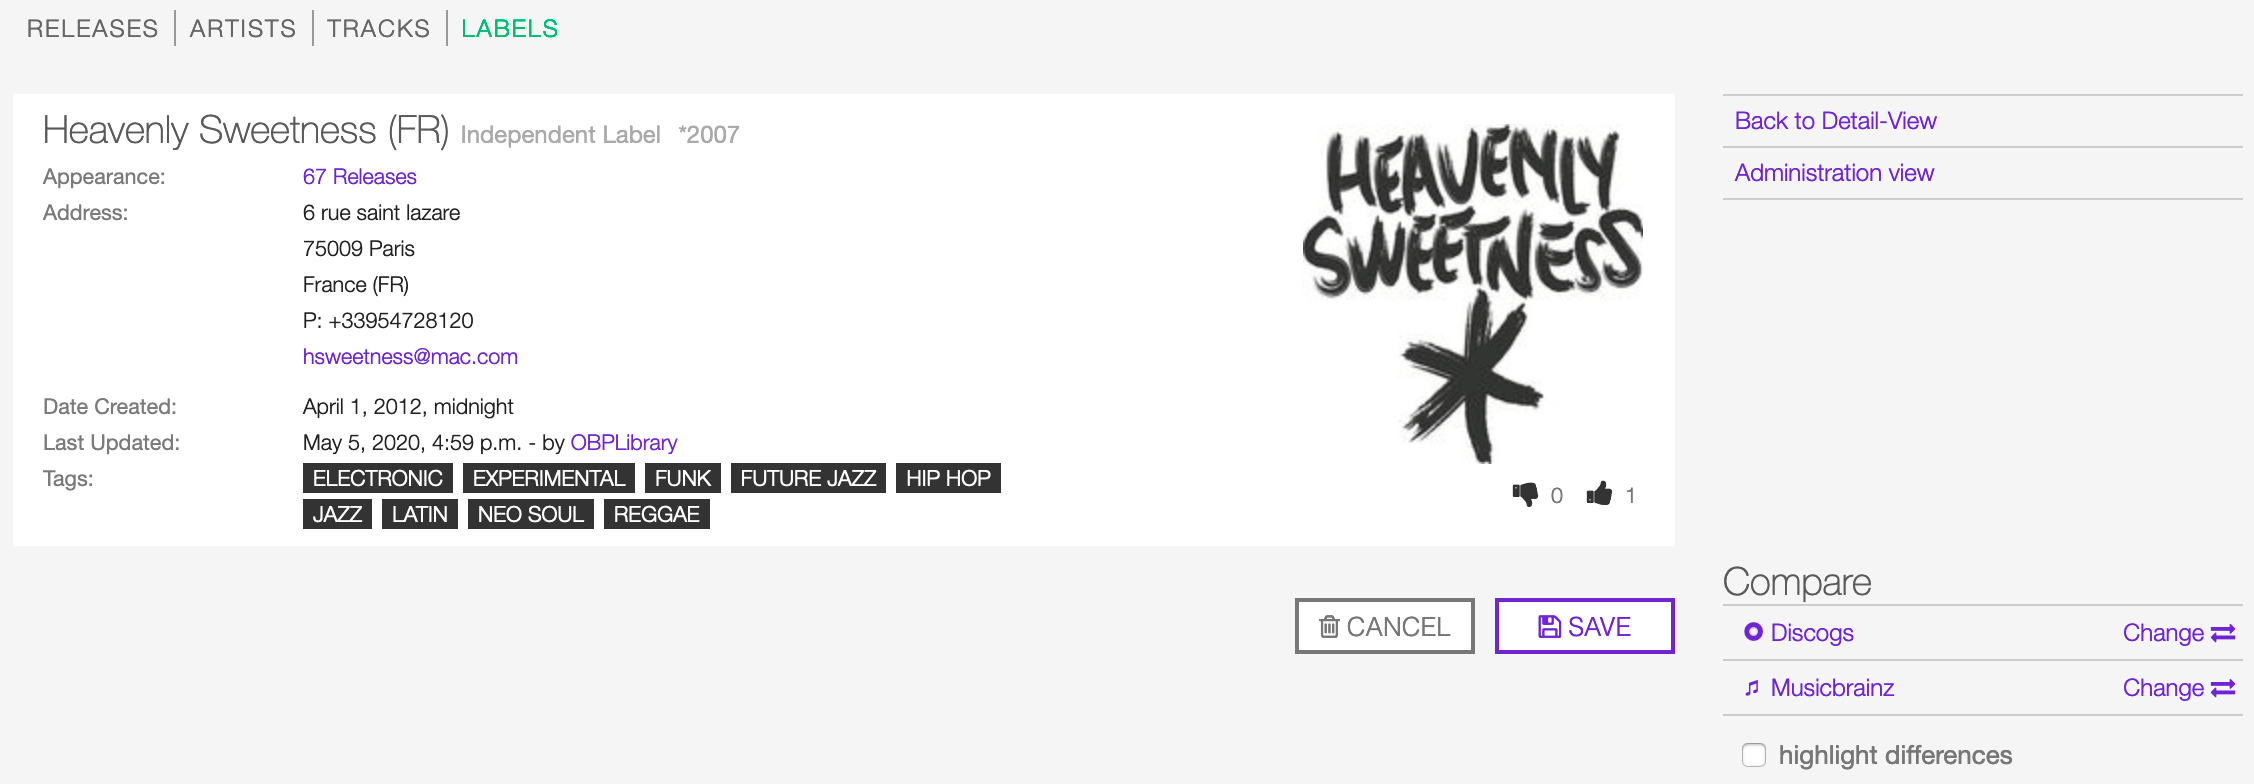 RELEASES ARTISTS TRACKS LABELS
Heavenly Sweetness (FR) Independent Label *2007
Appearance: 67 Releases
Address: 6 rue saint lazare
75009 Paris
France (FR)
P: +33954728120
hsweetness@mac.com
Date Created: April 1, 2012, midnight
Last Updated: May 5, 2020, 4:59 p.m. - by OBPLibrary
Tags: ELECTRONIC EXPERIMENTAL FUNK FUTURE JAZZ HIP HOP
JAZZ LATIN NEO SOUL REGGAE
HEAVENLY
SWEETNESS
*
0 1
CANCEL SAVE
Back to Detail-View
Administration view
Compare
Discogs Change
Musicbrainz Change
highlight differences